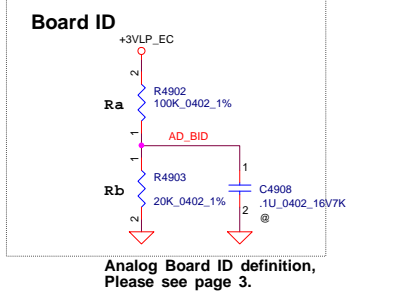 Board ID
+3VLP_EC
2
R4902
100K_0402_1%
Ra
1
AD_BID
1
1
R4903
Rb
20K_0402_1%
C4908
.1U_0402_16V7K
2
2
@
Analog Board ID definition,
Please see page 3.